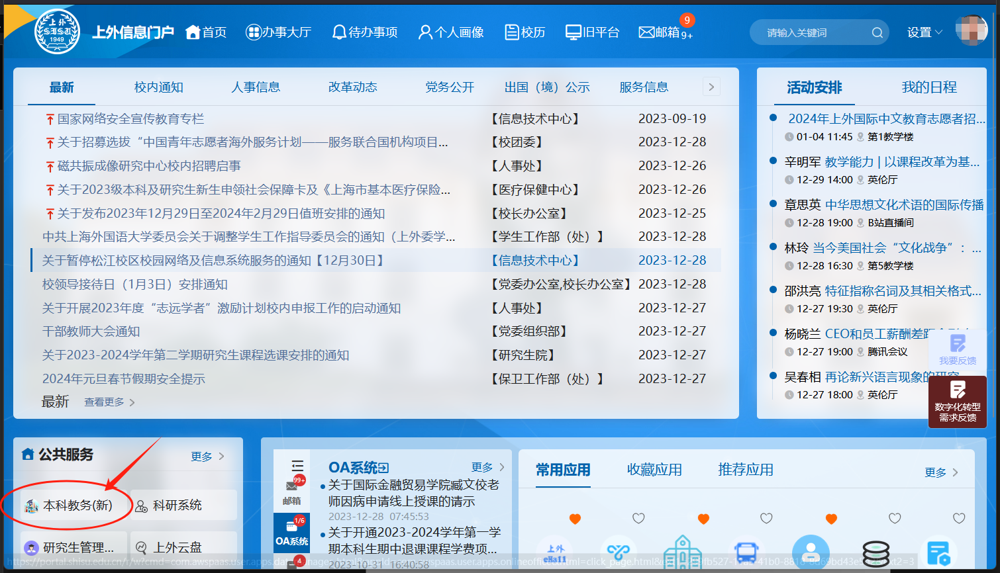 上外
SISU
1949
上外信息门户
首页
办事大厅
待办事项
个人画像
校历
旧平台
邮箱
9
9+
请输入关键词
设置
最新
校内通知
人事信息
改革动态
党务公开
出国（境）公示
服务信息
国家网络安全宣传教育专栏 【信息技术中心】 2023-09-19
关于招募选拔“中国青年志愿者海外服务计划——服务联合国机构项目... 【校团委】 2023-12-28
磁共振成像研究中心校内招聘启事 【人事处】 2023-12-26
关于2023级本科及研究生新生申领社会保障卡及《上海市基本医疗保险... 【医疗保健中心】 2023-12-26
关于发布2023年12月29日至2024年2月29日值班安排的通知 【校长办公室】 2023-12-25
中共上海外国语大学委员会关于调整学生工作指导委员会的通知（上外委学... 【学生工作部（处）】 2023-12-28
关于暂停松江校区校园网络及信息系统服务的通知【12月30日】 【信息技术中心】 2023-12-28
校领导接待日（1月3日）安排通知 【党委办公室,校长办公室】 2023-12-28
关于开展2023年度“志远学者”激励计划校内申报工作的启动通知 【人事处】 2023-12-27
干部教师大会通知 【党委组织部】 2023-12-27
关于2023-2024学年第二学期研究生课程选课安排的通知 【研究生院】 2023-12-27
2024年元旦春节假期安全提示 【保卫工作部（处）】 2023-12-27
最新 查看更多
活动安排
我的日程
2024年上外国际中文教育志愿者招...
01-04 11:45 第1教学楼
辛明军 教学能力 | 以课程改革为基...
12-29 14:00 英伦厅
章思英 中华思想文化术语的国际传播
12-28 19:00 B站直播间
林玲 当今美国社会“文化战争”：...
12-28 16:30 第5教学楼
邵洪亮 特征指称名词及其相关格式...
12-27 19:30 英伦厅
杨晓兰 CEO和员工薪酬差距
12-27 19:00 腾讯会议
吴春相 再论新兴语言现象的研究
12-27 18:00 英伦厅
我要反馈
数字化转型
需求反馈
公共服务
更多
本科教务(新)
科研系统
研究生管理...
上外云盘
99+
邮箱
1/6
OA系统
4
OA系统
更多
关于国际金融贸易学院臧文佼老
师因病申请线上授课的请示
2023-12-28 07:45:53
关于开通2023-2024学年第一学
期本科生期中退课课程学费项...
2023-10-31 16:40:58
常用应用
收藏应用
推荐应用
更多
上外
eHall